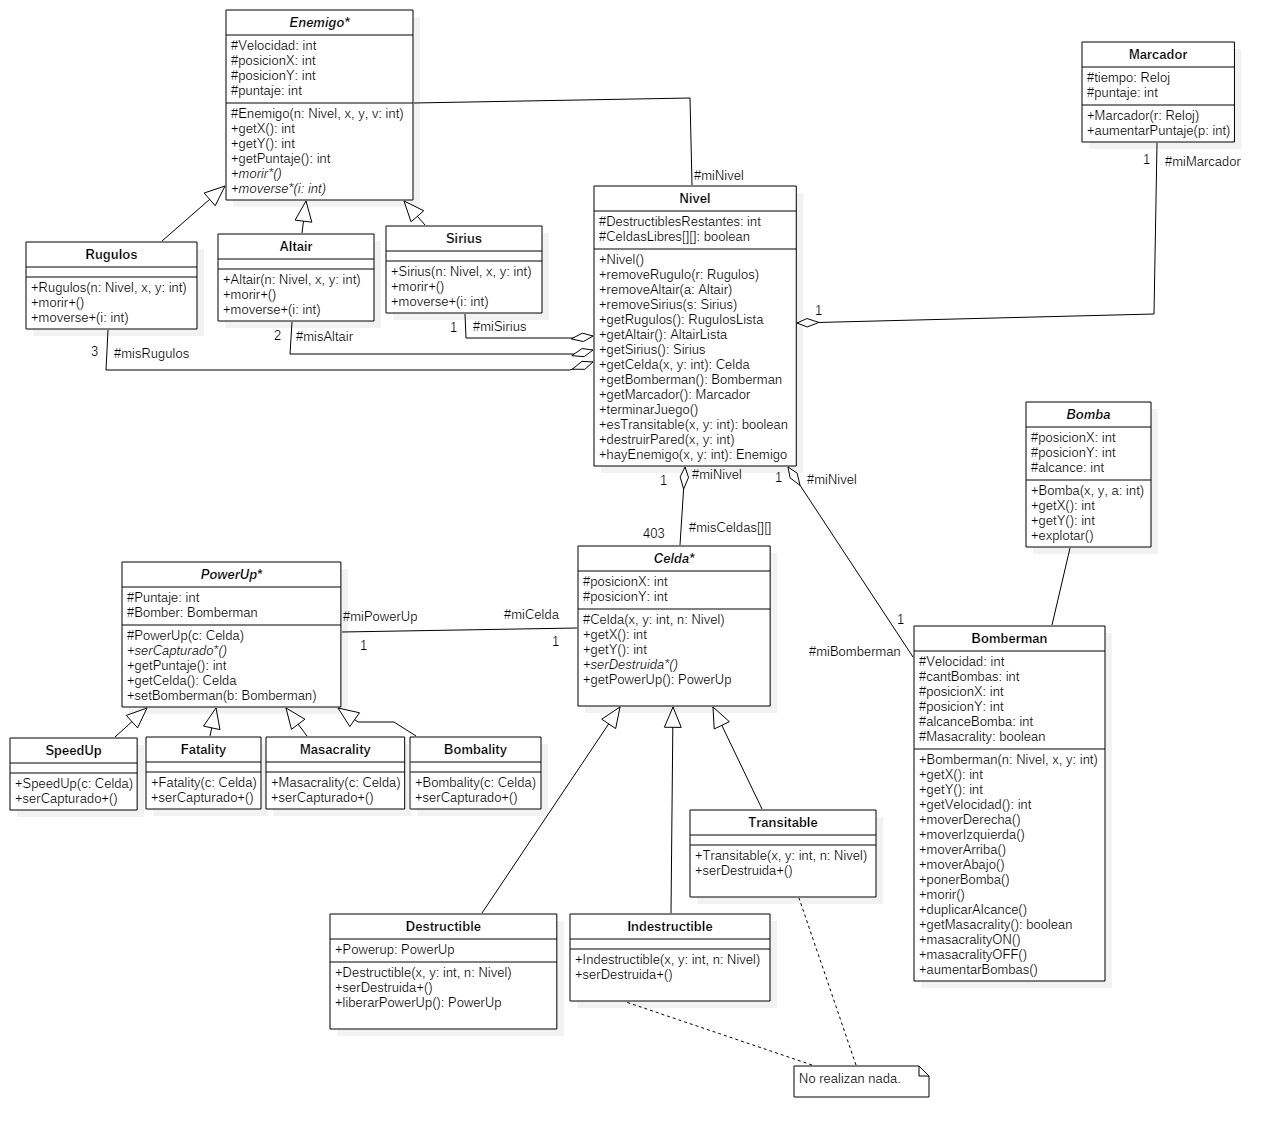 Enemigo*
#Velocidad: int
#posicionX: int
#posicionY: int
#puntaje: int
#Enemigo(n: Nivel, x, y, v: int)
+getX(): int
+getY(): int
+getPuntaje(): int
+morir*()
+moverse*(i: int)
#miNivel
Marcador
#tiempo: Reloj
#puntaje: int
+Marcador(r: Reloj)
+aumentarPuntaje(p: int)
1
#miMarcador
Rugulos
+Rugulos(n: Nivel, x, y: int)
+morir+()
+moverse+(i: int)
3
#misRugulos
Altair
+Altair(n: Nivel, x, y: int)
+morir+()
+moverse+(i: int)
2
#misAltair
Sirius
+Sirius(n: Nivel, x, y: int)
+morir+()
+moverse+(i: int)
1
#miSirius
Nivel
#DestructiblesRestantes: int
#CeldasLibres[][]: boolean
+Nivel()
+removeRugulo(r: Rugulos)
+removeAltair(a: Altair)
+removeSirius(s: Sirius)
+getRugulos(): RugulosLista
+getAltair(): AltairLista
+getSirius(): Sirius
+getCelda(x, y: int): Celda
+getBomberman(): Bomberman
+getMarcador(): Marcador
+terminarJuego()
+esTransitable(x, y: int): boolean
+destruirPared(x, y: int)
+hayEnemigo(x, y: int): Enemigo
1
1
#miNivel
1
#miNivel
403
#misCeldas[][]
Bomba
#posicionX: int
#posicionY: int
#alcance: int
+Bomba(x, y, a: int)
+getX(): int
+getY(): int
+explotar()
PowerUp*
#Puntaje: int
#Bomber: Bomberman
#PowerUp(c: Celda)
+serCapturado*()
+getPuntaje(): int
+getCelda(): Celda
+setBomberman(b: Bomberman)
#miPowerUp
1
#miCelda
1
Celda*
#posicionX: int
#posicionY: int
#Celda(x, y: int, n: Nivel)
+getX(): int
+getY(): int
+serDestruida*()
+getPowerUp(): PowerUp
1
#miBomberman
Bomberman
#Velocidad: int
#cantBombas: int
#posicionX: int
#posicionY: int
#alcanceBomba: int
#Masacrality: boolean
+Bomberman(n: Nivel, x, y: int)
+getX(): int
+getY(): int
+getVelocidad(): int
+moverDerecha()
+moverIzquierda()
+moverArriba()
+moverAbajo()
+ponerBomba()
+morir()
+duplicarAlcance()
+getMasacrality(): boolean
+masacralityON()
+masacralityOFF()
+aumentarBombas()
SpeedUp
+SpeedUp(c: Celda)
+serCapturado+()
Fatality
+Fatality(c: Celda)
+serCapturado+()
Masacrality
+Masacrality(c: Celda)
+serCapturado+()
Bombality
+Bombality(c: Celda)
+serCapturado+()
Transitable
+Transitable(x, y: int, n: Nivel)
+serDestruida+()
Destructible
+Powerup: PowerUp
+Destructible(x, y: int, n: Nivel)
+serDestruida+()
+liberarPowerUp(): PowerUp
Indestructible
+Indestructible(x, y: int, n: Nivel)
+serDestruida+()
No realizan nada.